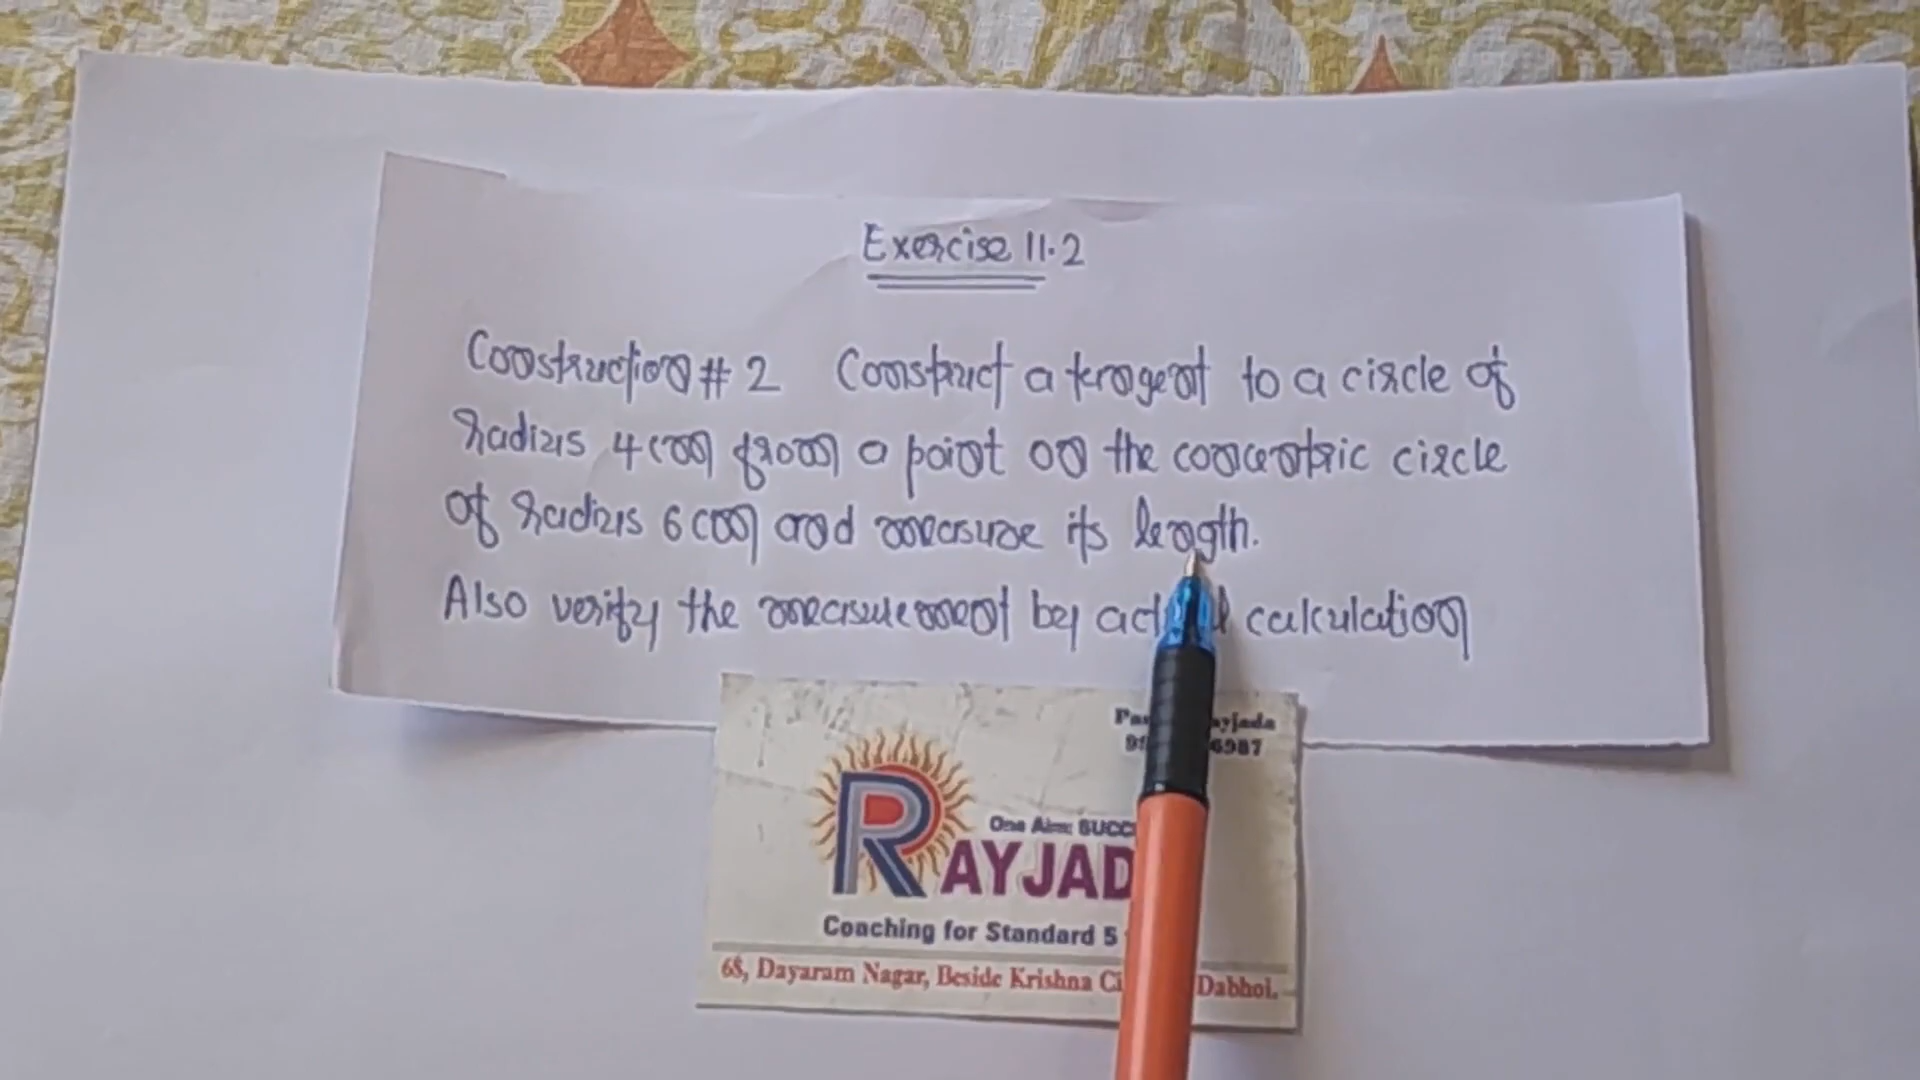 Exercise 11.2
Construction # 2 Construct a tangent to a circle of
radius 4 cm from a point on the concentric circle
of radius 6 cm and measure its length.
Also verify the measurement by calculation
6987
One Aim:
RAYJAD
Coaching for Standard 5
68, Dayaram Nagar, Beside Krishna Dabhoi.